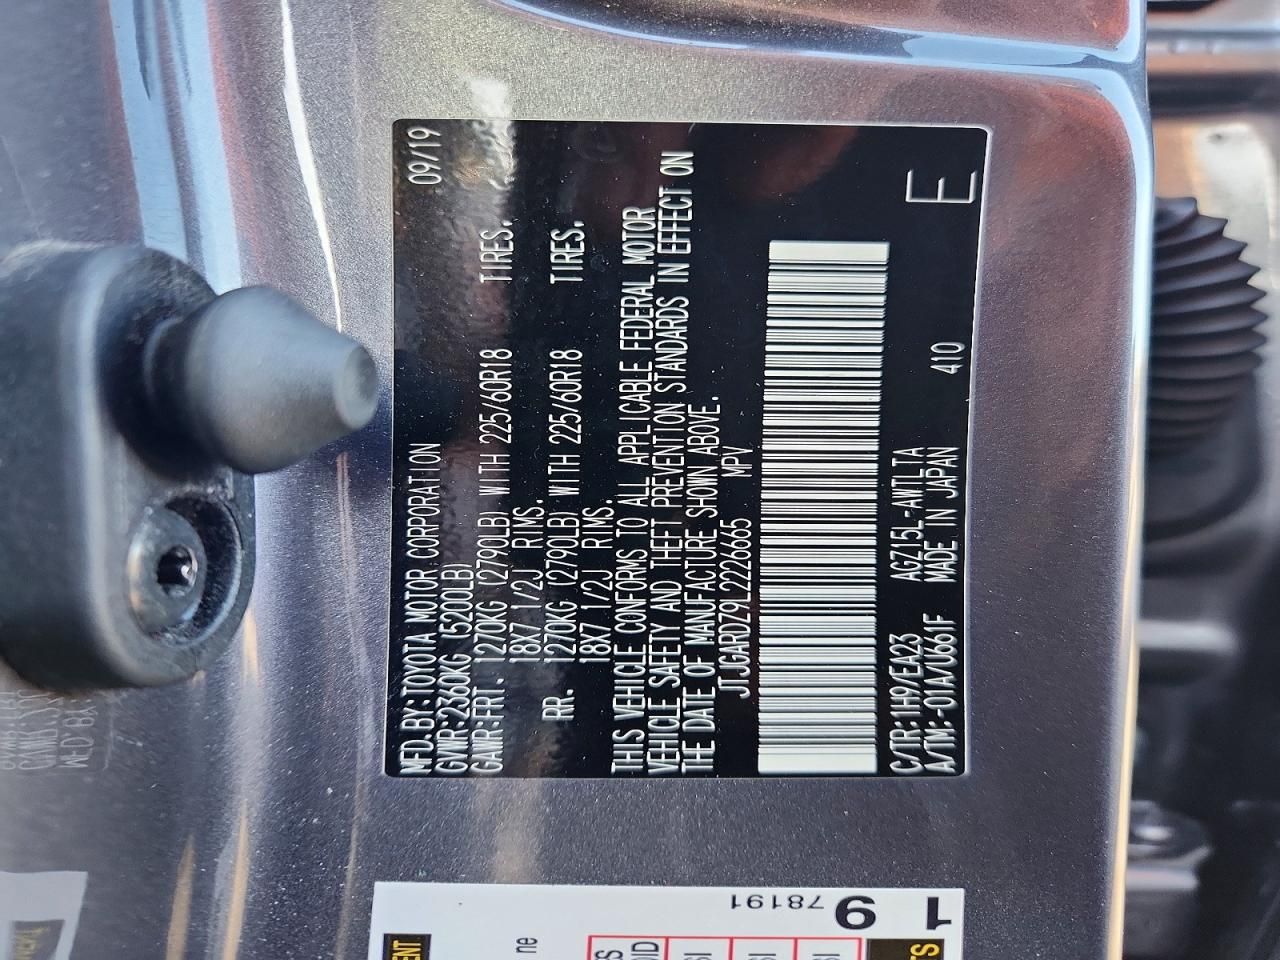 MFD. BY: TOYOTA MOTOR CORPORATION 09/19
GVWR: 2360KG (5200LB)
GAWR: FRT. 1270KG (2790LB) WITH 225/60R18 TIRES.
18X7 1/2J RIMS.
RR. 1270KG (2790LB) WITH 225/60R18 TIRES.
18X7 1/2J RIMS.
THIS VEHICLE CONFORMS TO ALL APPLICABLE FEDERAL MOTOR
VEHICLE SAFETY AND THEFT PREVENTION STANDARDS IN EFFECT ON
THE DATE OF MANUFACTURE SHOWN ABOVE.
JTJGARDZ9L2226665 MPV
C/TR: 1H9/EA23 AGZ15L-AWTLTA
A/TM: -01A/U661F MADE IN JAPAN 410 E
78191
19